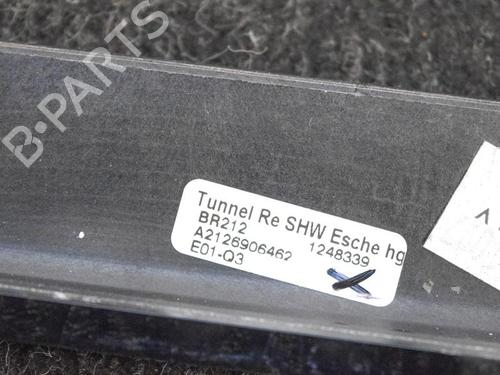 B-PARTS
Tunnel Re SHW Esche hg
BR212
A2126906462 1248339
E01-Q3